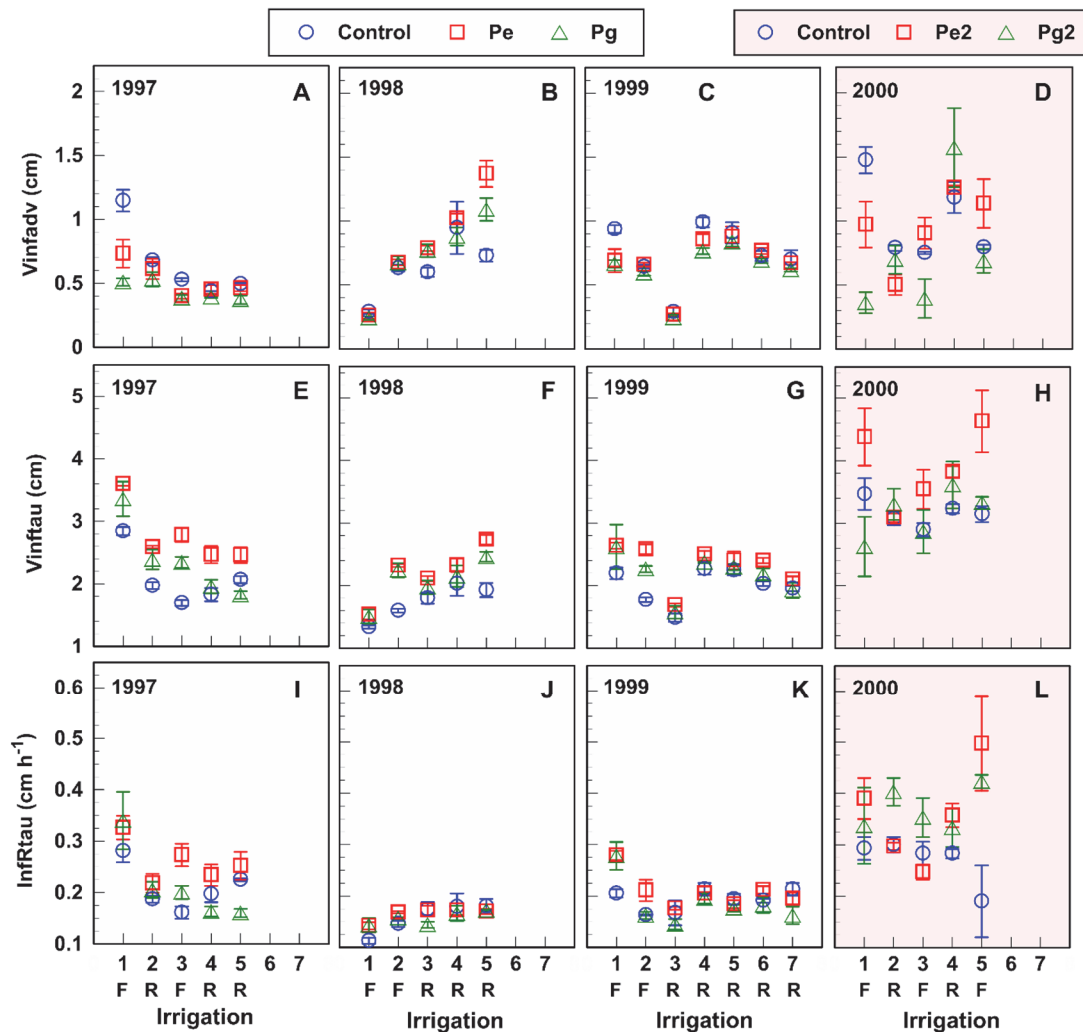 Control Pe Pg
Control Pe2 Pg2
1997 A
1998 B
1999 C
2000 D
Vinfadv (cm)
2
1.5
1
0.5
0
1997 E
1998 F
1999 G
2000 H
Vinftau (cm)
5
4
3
2
1
1997 I
1998 J
1999 K
2000 L
InfRtau (cm h⁻¹)
0.6
0.5
0.4
0.3
0.2
0.1
1 2 3 4 5 6 7
F R F R R
Irrigation
1 2 3 4 5 6 7
F F R R R
Irrigation
1 2 3 4 5 6 7
F F R R R R R
Irrigation
1 2 3 4 5 6 7
F R F R F
Irrigation